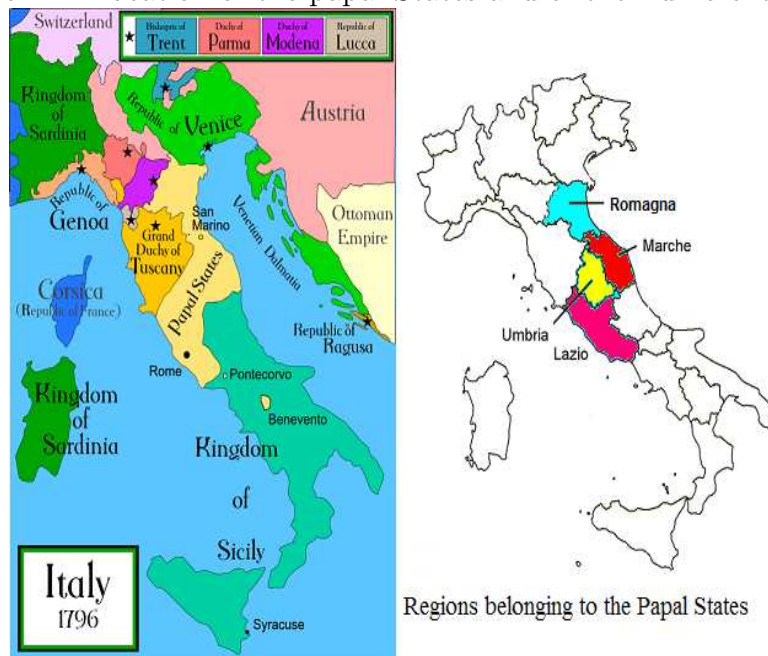 Switzerland
Bishopric of
Trent
Duchy of
Parma
Duchy of
Modena
Republic of
Lucca
Kingdom
of
Sardinia
Republic of Venice
Austria
Republic of
Genoa
San
Marino
Grand
Duchy of
Tuscany
Venetian Dalmatia
Ottoman
Empire
Papal States
Corsica
(Republic of France)
Republic of
Ragusa
Rome
Pontecorvo
Benevento
Kingdom
of
Sardinia
Kingdom
of
Sicily
Italy
1796
Syracuse
Romagna
Marche
Umbria
Lazio
Regions belonging to the Papal States